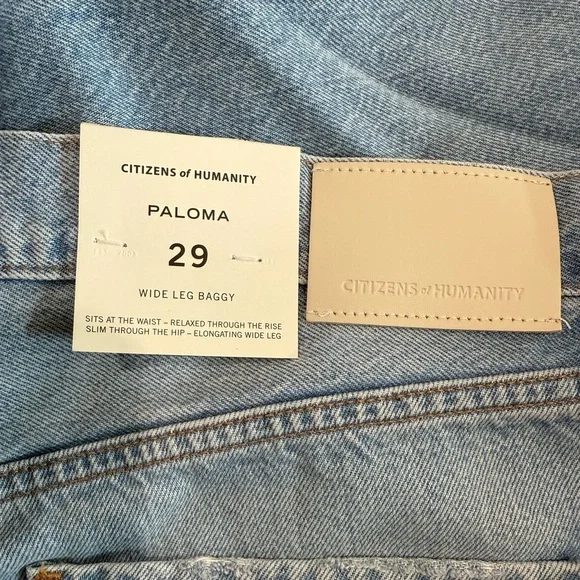 CITIZENS of HUMANITY
PALOMA
29
WIDE LEG BAGGY
SITS AT THE WAIST – RELAXED THROUGH THE RISE
SLIM THROUGH THE HIP – ELONGATING WIDE LEG
CITIZENS of HUMANITY